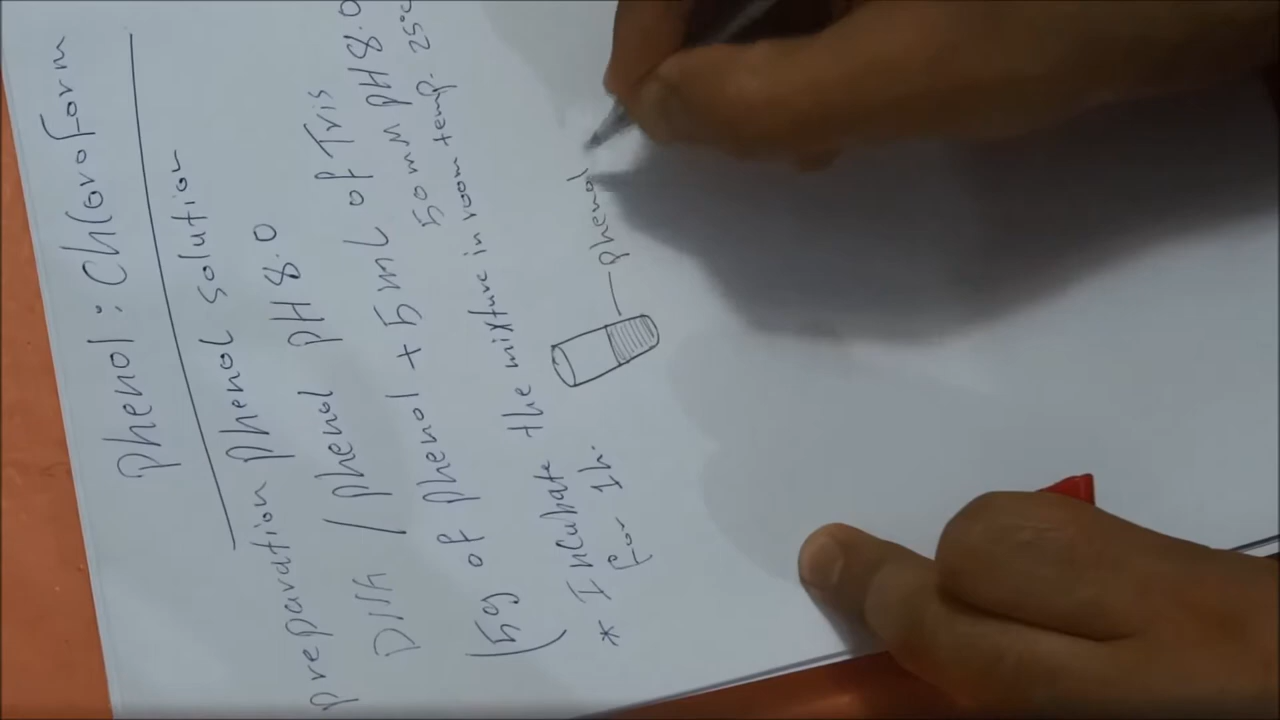 Phenol : Chloroform
preparation phenol solution
DNA / phenol pH 8.0
(5g of phenol + 5mL of Tris
50mM pH 8.0
* Incubate the mixture in room temp. 25°C
for 1h.
phenol